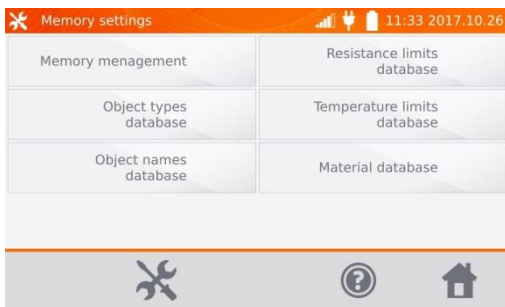 Memory settings
11:33 2017.10.26
Memory menagement
Resistance limits
database
Object types
database
Temperature limits
database
Object names
database
Material database
?